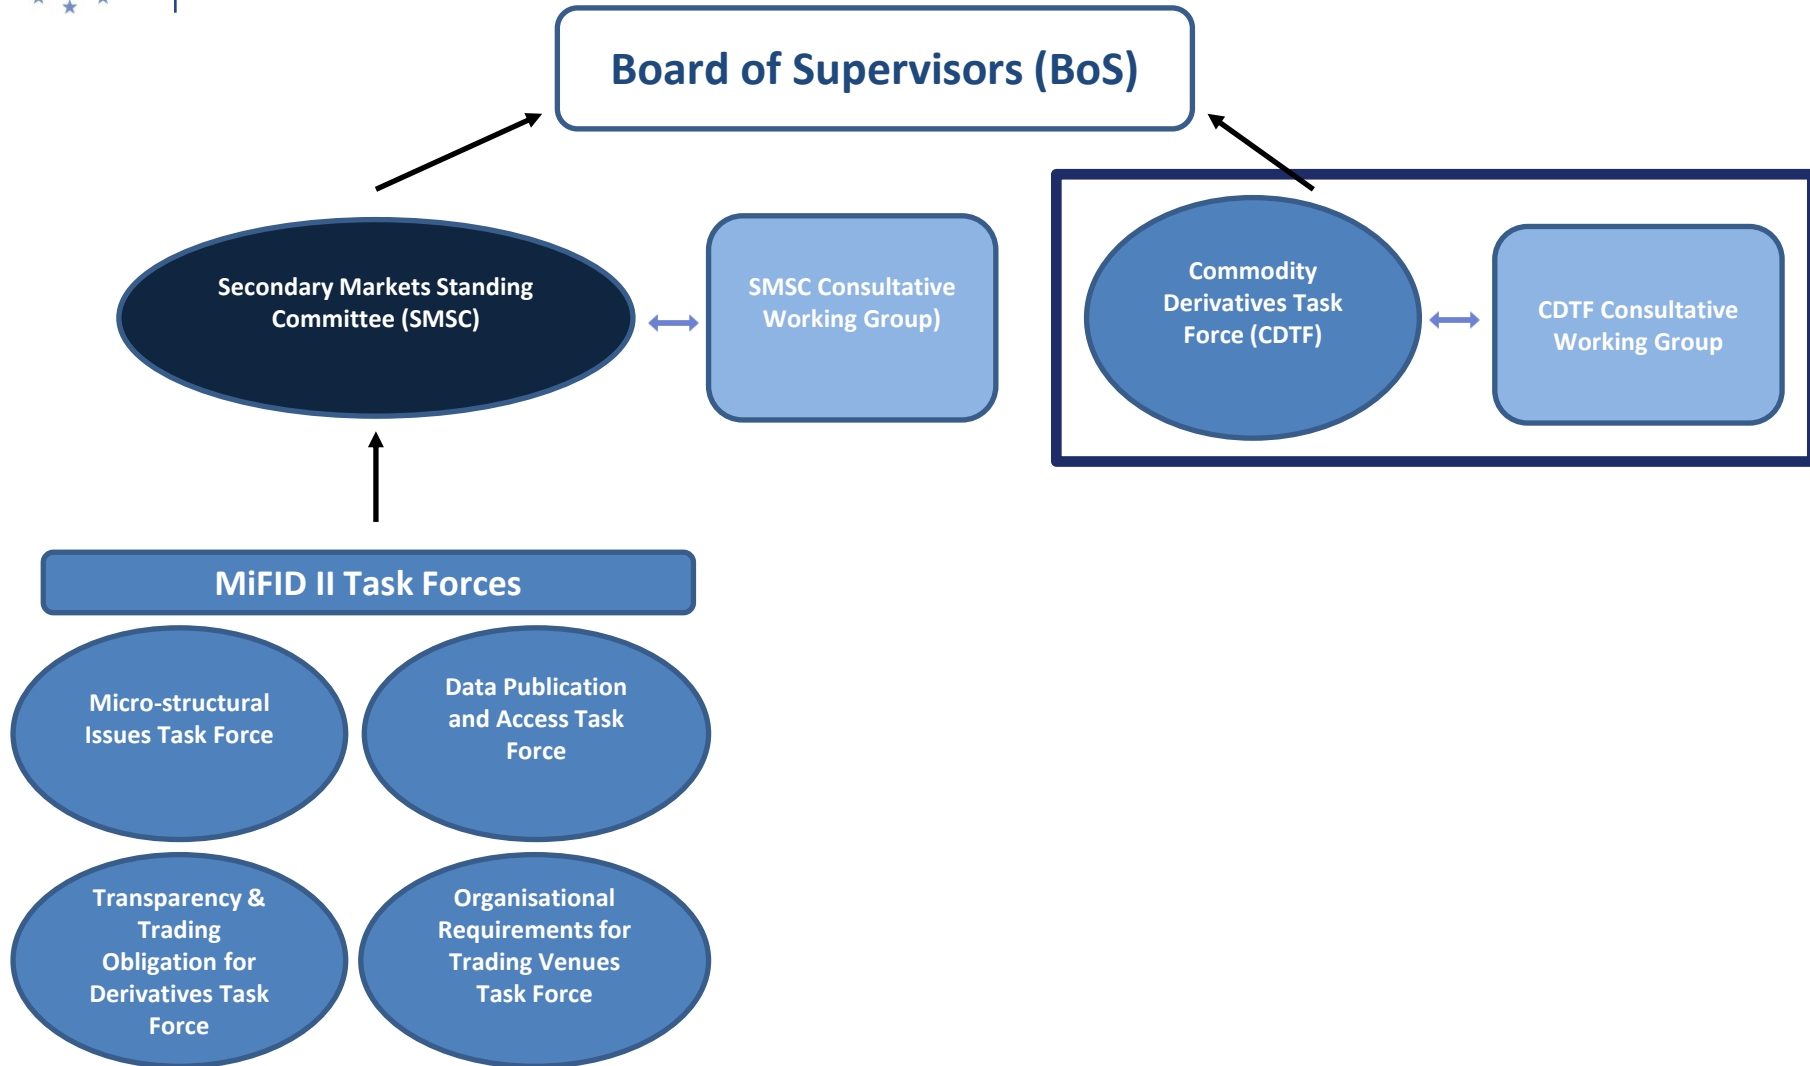 Board of Supervisors (BoS)
Secondary Markets Standing
Committee (SMSC)
SMSC Consultative
Working Group)
Commodity
Derivatives Task
Force (CDTF)
CDTF Consultative
Working Group
MiFID II Task Forces
Micro-structural
Issues Task Force
Data Publication
and Access Task
Force
Transparency &
Trading
Obligation for
Derivatives Task
Force
Organisational
Requirements for
Trading Venues
Task Force